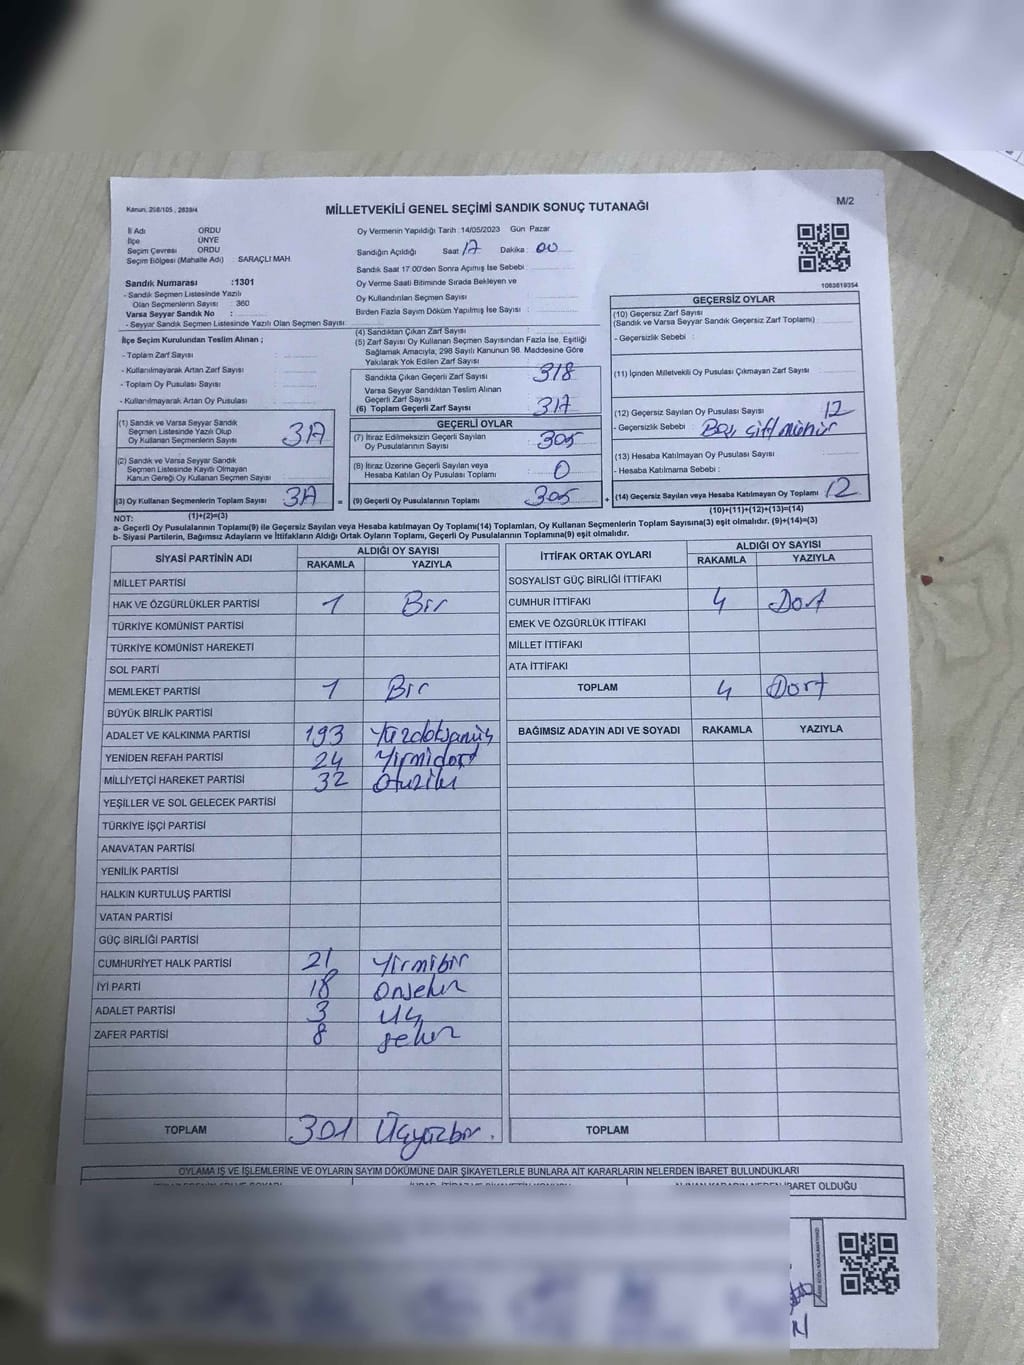 Kanun, 298/105 , 2839/4
MİLLETVEKİLİ GENEL SEÇİMİ SANDIK SONUÇ TUTANAĞI
M/2
İl Adı ORDU
İlçe ÜNYE
Seçim Çevresi ORDU
Seçim Bölgesi (Mahalle Adı) : SARAÇLI MAH.
Oy Vermenin Yapıldığı Tarih : 14/05/2023 Gün Pazar
Sandığın Açıldığı Saat 17 Dakika : 00
Sandık Saat 17:00'den Sonra Açımış İse Sebebi :
Sandık Numarası :1301
- Sandık Seçmen Listesinde Yazılı
Olan Seçmenlerin Sayısı : 360
Varsa Seyyar Sandık No :
- Seyyar Sandık Seçmen Listesinde Yazılı Olan Seçmen Sayısı:
Oy Verme Saati Bitiminde Sırada Bekleyen ve
Oy Kullandırılan Seçmen Sayısı
Birden Fazla Sayım Döküm Yapılmış İse Sayısı :
1083619354
İlçe Seçim Kurulundan Teslim Alınan ;
- Toplam Zarf Sayısı :
- Kullanılmayarak Artan Zarf Sayısı :
- Toplam Oy Pusulası Sayısı :
- Kullanılmayarak Artan Oy Pusulası :
(1) Sandık ve Varsa Seyyar Sandık
Seçmen Listesinde Yazılı Olup
Oy Kullanan Seçmenlerin Sayısı 317
(2) Sandık ve Varsa Seyyar Sandık
Seçmen Listesinde Kayıtlı Olmayan
Kanun Gereği Oy Kullanan Seçmen Sayısı
(3) Oy Kullanan Seçmenlerin Toplam Sayısı 317
(1)+(2)=(3)
(4) Sandıktan Çıkan Zarf Sayısı
(5) Zarf Sayısı Oy Kullanan Seçmen Sayısından Fazla İse, Eşitliği
Sağlamak Amacıyla; 298 Sayılı Kanunun 98. Maddesine Göre
Yakılarak Yok Edilen Zarf Sayısı
Sandıkta Çıkan Geçerli Zarf Sayısı 318
Varsa Seyyar Sandıktan Teslim Alınan
Geçerli Zarf Sayısı
(6) Toplam Geçerli Zarf Sayısı 317
GEÇERLİ OYLAR
(7) İtiraz Edilmeksizin Geçerli Sayılan
Oy Pusulalarının Sayısı 305
(8) İtiraz Üzerine Geçerli Sayılan veya
Hesaba Katılan Oy Pusulası Toplamı 0
= (9) Geçerli Oy Pusulalarının Toplamı 305 +
GEÇERSİZ OYLAR
(10) Geçersiz Zarf Sayısı
(Sandık ve Varsa Seyyar Sandık Geçersiz Zarf Toplamı) :
- Geçersizlik Sebebi :
(11) İçinden Milletvekili Oy Pusulası Çıkmayan Zarf Sayısı
(12) Geçersiz Sayılan Oy Pusulası Sayısı 12
- Geçersizlik Sebebi : Boş, çift mühür
(13) Hesaba Katılmayan Oy Pusulası Sayısı
- Hesaba Katılmama Sebebi :
(14) Geçersiz Sayılan veya Hesaba Katılmayan Oy Toplamı 12
(10)+(11)+(12)+(13)=(14)
NOT:
a- Geçerli Oy Pusulalarının Toplamı(9) ile Geçersiz Sayılan veya Hesaba katılmayan Oy Toplamı(14) Toplamları, Oy Kullanan Seçmenlerin Toplam Sayısına(3) eşit olmalıdır. (9)+(14)=(3)
b- Siyasi Partilerin, Bağımsız Adayların ve İttifakların Aldığı Ortak Oyların Toplamı, Geçerli Oy Pusulalarının Toplamına(9) eşit olmalıdır.
SİYASİ PARTİNİN ADI ALDIĞI OY SAYISI
RAKAMLA YAZIYLA
MİLLET PARTİSİ
HAK VE ÖZGÜRLÜKLER PARTİSİ 1 Bir
TÜRKİYE KOMÜNİST PARTİSİ
TÜRKİYE KOMÜNİST HAREKETİ
SOL PARTİ
MEMLEKET PARTİSİ 1 Bir
BÜYÜK BİRLİK PARTİSİ
ADALET VE KALKINMA PARTİSİ 193 Yüzdoksanüç
YENİDEN REFAH PARTİSİ 24 Yirmidört
MİLLİYETÇİ HAREKET PARTİSİ 32 Otuziki
YEŞİLLER VE SOL GELECEK PARTİSİ
TÜRKİYE İŞÇİ PARTİSİ
ANAVATAN PARTİSİ
YENİLİK PARTİSİ
HALKIN KURTULUŞ PARTİSİ
VATAN PARTİSİ
GÜÇ BİRLİĞİ PARTİSİ
CUMHURİYET HALK PARTİSİ 21 Yirmibir
İYİ PARTİ 18 Onsekiz
ADALET PARTİSİ 3 Üç
ZAFER PARTİSİ 8 sekiz
TOPLAM 301 Üçyüzbir.
İTTİFAK ORTAK OYLARI ALDIĞI OY SAYISI
RAKAMLA YAZIYLA
SOSYALİST GÜÇ BİRLİĞİ İTTİFAKI
CUMHUR İTTİFAKI 4 Dört
EMEK VE ÖZGÜRLÜK İTTİFAKI
MİLLET İTTİFAKI
ATA İTTİFAKI
TOPLAM 4 Dört
BAĞIMSIZ ADAYIN ADI VE SOYADI RAKAMLA YAZIYLA
TOPLAM
OYLAMA İŞ VE İŞLEMLERİNE VE OYLARIN SAYIM DÖKÜMÜNE DAİR ŞİKAYETLERLE BUNLARA AİT KARARLARIN NELERDEN İBARET BULUNDUKLARI
İBARET OLDUĞU